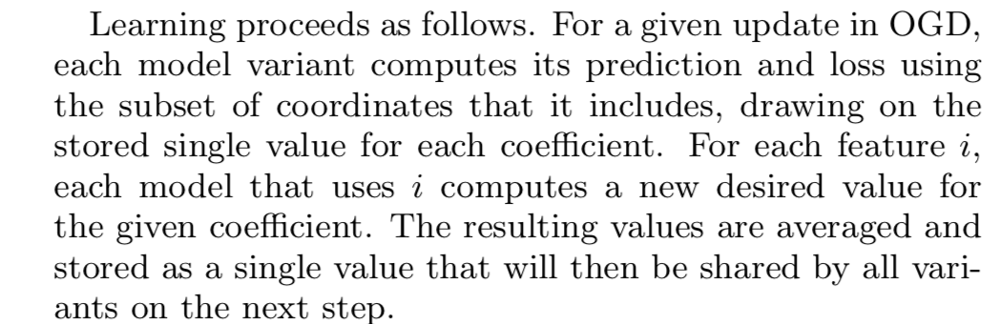 Learning proceeds as follows. For a given update in OGD,
each model variant computes its prediction and loss using
the subset of coordinates that it includes, drawing on the
stored single value for each coefficient. For each feature i,
each model that uses i computes a new desired value for
the given coefficient. The resulting values are averaged and
stored as a single value that will then be shared by all vari-
ants on the next step.